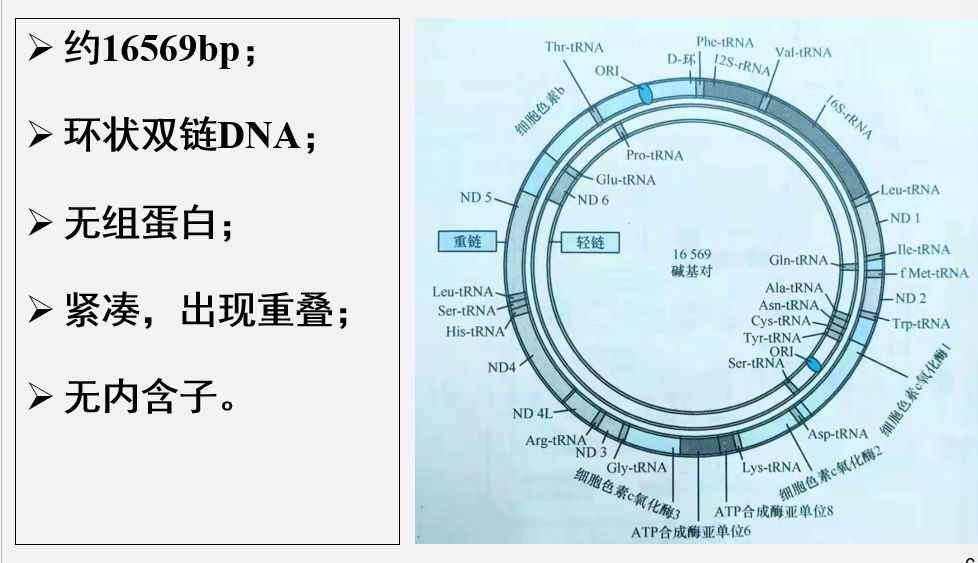 ➢ 约16569bp；
➢ 环状双链DNA；
➢ 无组蛋白；
➢ 紧凑，出现重叠；
➢ 无内含子。
Phe-tRNA
Thr-tRNA
D-环
12S-rRNA
Val-tRNA
ORI
细胞色素b
16S-rRNA
Pro-tRNA
Glu-tRNA
Leu-tRNA
ND 5
ND 6
ND 1
重链
轻链
Ile-tRNA
16 569
碱基对
Gln-tRNA
f Met-tRNA
Ala-tRNA
Leu-tRNA
ND 2
Asn-tRNA
Ser-tRNA
Cys-tRNA
Trp-tRNA
His-tRNA
Tyr-tRNA
ORI
Ser-tRNA
ND4
细胞色素c氧化酶1
ND 4L
Asp-tRNA
Arg-tRNA
ND 3
Gly-tRNA
Lys-tRNA
细胞色素c氧化酶2
细胞色素c氧化酶3
ATP合成酶亚单位8
ATP合成酶亚单位6